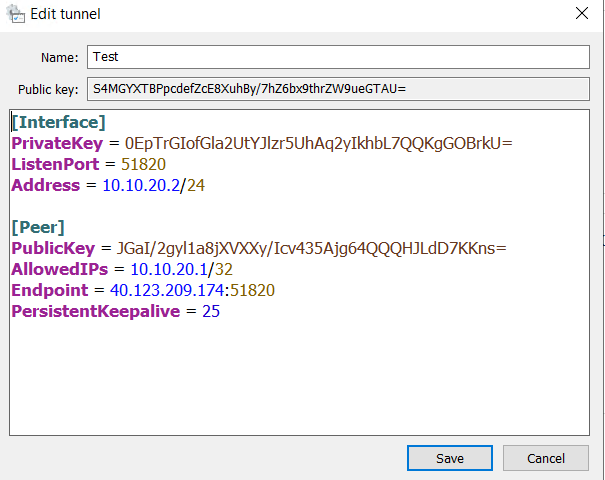 Edit tunnel
Name: Test
Public key: S4MGYXTBPpcdefZcE8XuhBy/7hZ6bx9thrZW9ueGTAU=
[Interface]
PrivateKey = 0EpTrGIofGla2UtYJlzr5UhAq2yIkhbL7QQKgGOBrkU=
ListenPort = 51820
Address = 10.10.20.2/24
[Peer]
PublicKey = JGaI/2gyl1a8jXVXXy/Icv435Ajg64QQQHJLdD7KKns=
AllowedIPs = 10.10.20.1/32
Endpoint = 40.123.209.174:51820
PersistentKeepalive = 25
Save Cancel